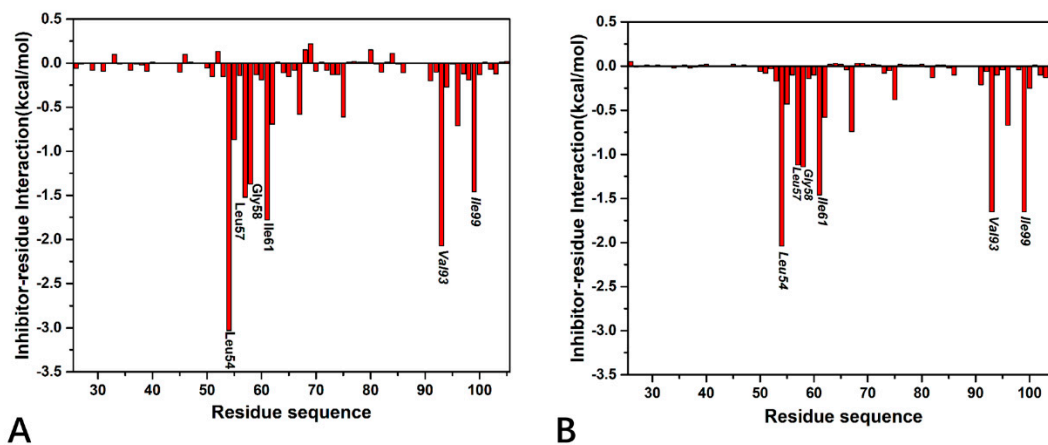 0.5
0.0
-0.5
-1.0
-1.5
-2.0
-2.5
-3.0
-3.5
Inhibitor-residue Interaction(kcal/mol)
Leu54
Leu57
Gly58
Ile61
Val93
Ile99
30 40 50 60 70 80 90 100
Residue sequence
A
0.5
0.0
-0.5
-1.0
-1.5
-2.0
-2.5
-3.0
-3.5
Inhibitor-residue Interaction(kcal/mol)
Leu54
Leu57
Gly58
Ile61
Val93
Ile99
30 40 50 60 70 80 90 100
Residue sequence
B